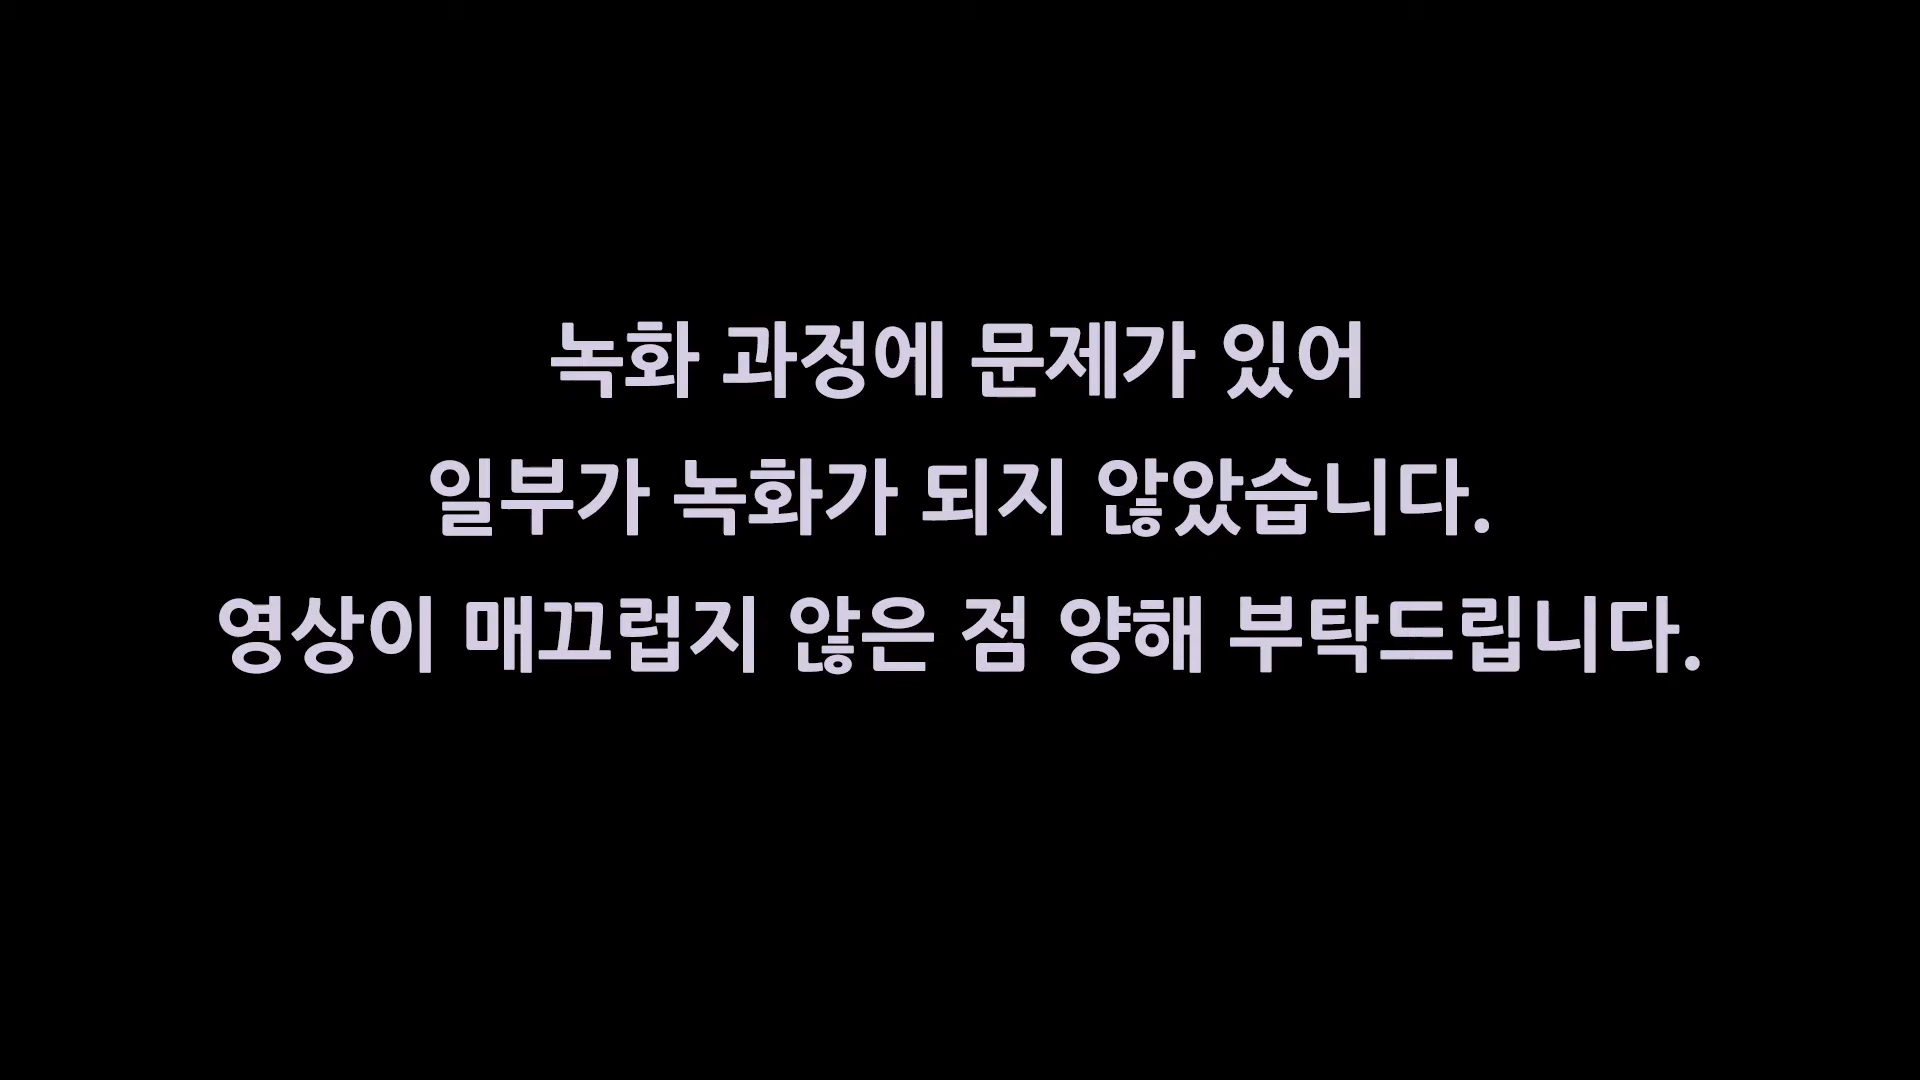 녹화 과정에 문제가 있어
일부가 녹화가 되지 않았습니다.
영상이 매끄럽지 않은 점 양해 부탁드립니다.